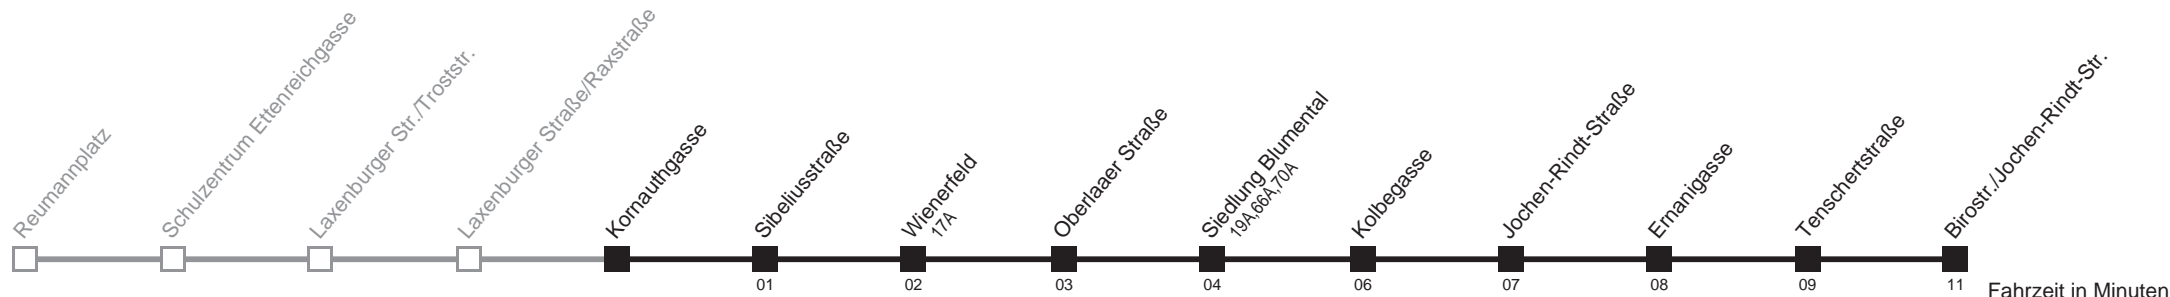 Reumannplatz
Schulzentrum Ettenreichgasse
Laxenburger Str./Troststr.
Laxenburger Straße/Raxstraße
Kornauthgasse
Sibeliusstraße
Wienerfeld
17A
Oberlaaer Straße
Siedlung Blumental
19A,66A,70A
Kolbegasse
Jochen-Rindt-Straße
Ernanigasse
Tenschertstraße
Birostr./Jochen-Rindt-Str.
01 02 03 04 06 07 08 09 11
Fahrzeit in Minuten